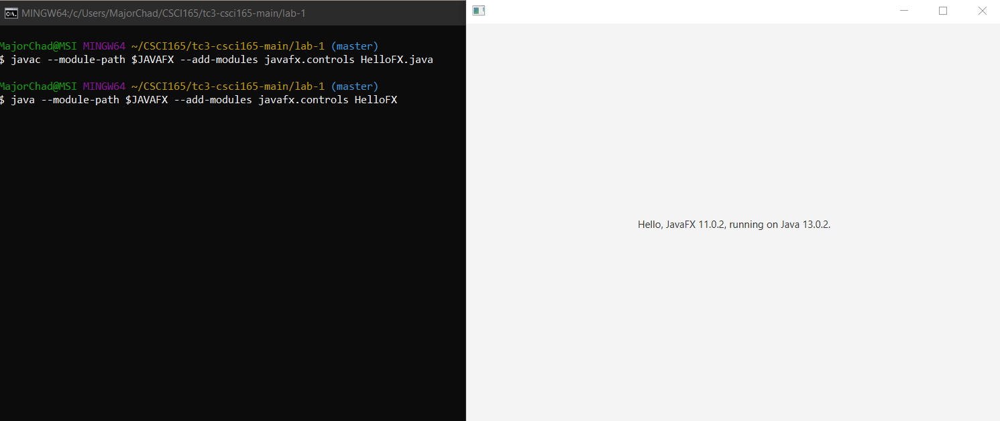 MINGW64:/c/Users/MajorChad/CSCI165/tc3-csci165-main/lab-1
MajorChad@MSI MINGW64 ~/CSCI165/tc3-csci165-main/lab-1 (master)
$ javac --module-path $JAVAFX --add-modules javafx.controls HelloFX.java
MajorChad@MSI MINGW64 ~/CSCI165/tc3-csci165-main/lab-1 (master)
$ java --module-path $JAVAFX --add-modules javafx.controls HelloFX
Hello, JavaFX 11.0.2, running on Java 13.0.2.